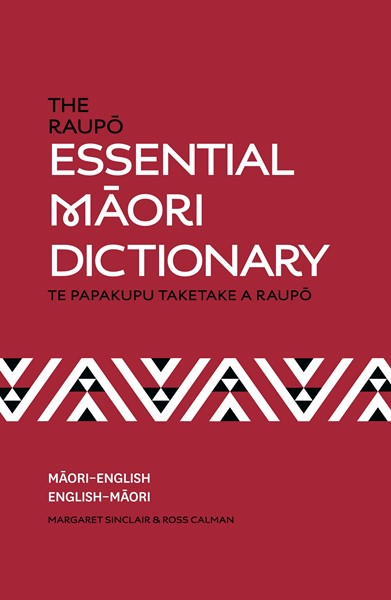 THE
RAUPŌ
ESSENTIAL
MĀORI
DICTIONARY
TE PAPAKUPU TAKETAKE A RAUPŌ
MĀORI–ENGLISH
ENGLISH–MĀORI
MARGARET SINCLAIR & ROSS CALMAN